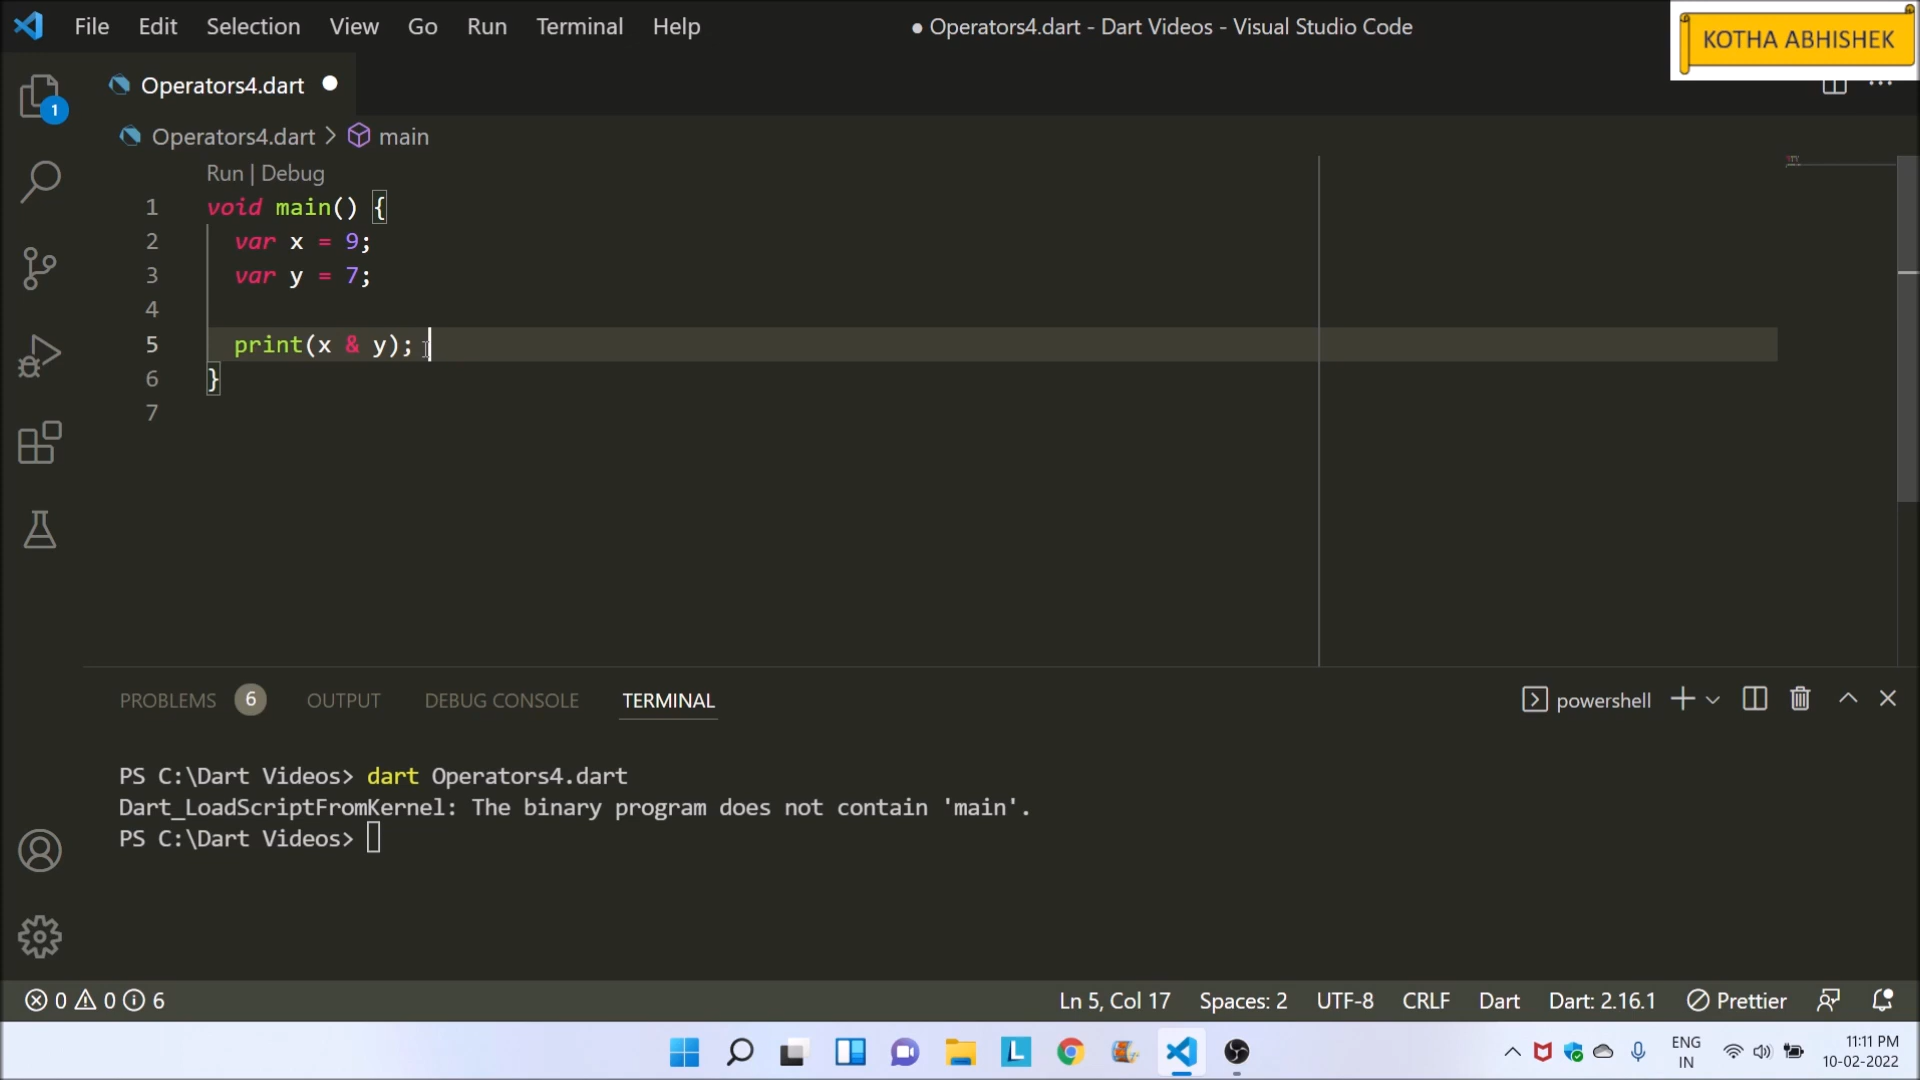 File Edit Selection View Go Run Terminal Help ● Operators4.dart - Dart Videos - Visual Studio Code
KOTHA ABHISHEK
1 Operators4.dart
Operators4.dart > main
Run | Debug
1 void main() {
2 var x = 9;
3 var y = 7;
4
5 print(x & y);
6 }
7
PROBLEMS 6 OUTPUT DEBUG CONSOLE TERMINAL powershell
PS C:\Dart Videos> dart Operators4.dart
Dart_LoadScriptFromKernel: The binary program does not contain 'main'.
PS C:\Dart Videos>
0 0 6 Ln 5, Col 17 Spaces: 2 UTF-8 CRLF Dart Dart: 2.16.1 Prettier
ENG 11:11 PM
IN 10-02-2022